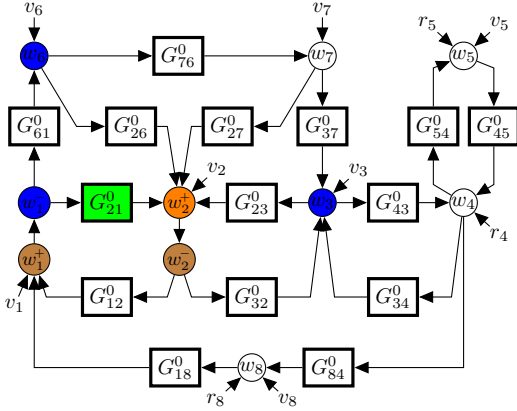 v₆ v₇ r₅ v₅
w₆ G⁰₇₆ w₇ w₅
G⁰₆₁ G⁰₂₆ G⁰₂₇ G⁰₃₇ G⁰₅₄ G⁰₄₅
v₂ v₃
w₁ G⁰₂₁ w₂⁺ G⁰₂₃ w₃ G⁰₄₃ w₄
r₄
w₁⁺ w₂⁻
v₁ G⁰₁₂ G⁰₃₂ G⁰₃₄
G⁰₁₈ w₈ G⁰₈₄
r₈ v₈